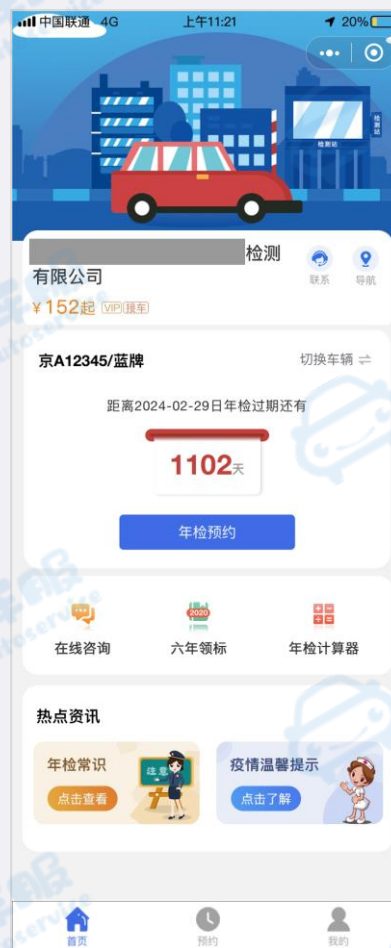 中国联通 4G
上午11:21
20%
检测站
检测站
检测
有限公司
联系
导航
¥152起 VIP 接车
京A12345/蓝牌
切换车辆
距离2024-02-29日年检过期还有
1102天
年检预约
2020
在线咨询
六年领标
年检计算器
热点资讯
年检常识
注意
点击查看
疫情温馨提示
点击了解
首页
预约
我的